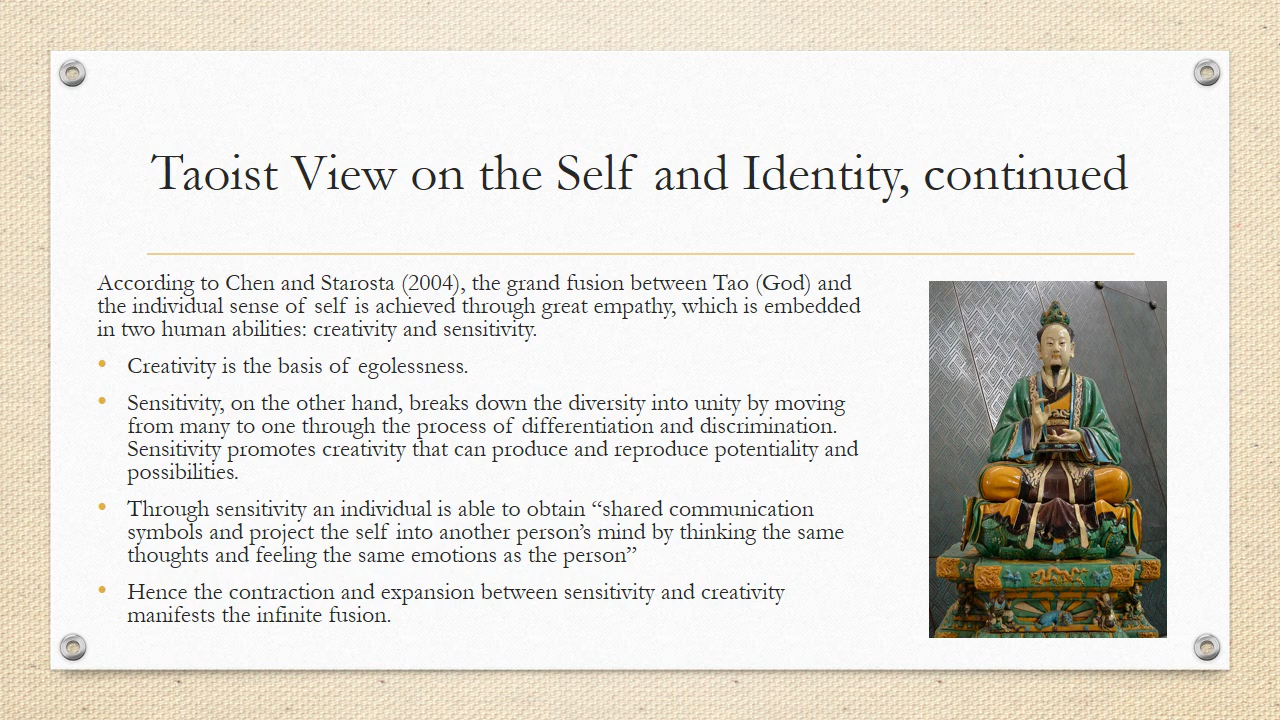 Taoist View on the Self and Identity, continued
According to Chen and Starosta (2004), the grand fusion between Tao (God) and
the individual sense of self is achieved through great empathy, which is embedded
in two human abilities: creativity and sensitivity.
• Creativity is the basis of egolessness.
• Sensitivity, on the other hand, breaks down the diversity into unity by moving
from many to one through the process of differentiation and discrimination.
Sensitivity promotes creativity that can produce and reproduce potentiality and
possibilities.
• Through sensitivity an individual is able to obtain “shared communication
symbols and project the self into another person’s mind by thinking the same
thoughts and feeling the same emotions as the person”
• Hence the contraction and expansion between sensitivity and creativity
manifests the infinite fusion.